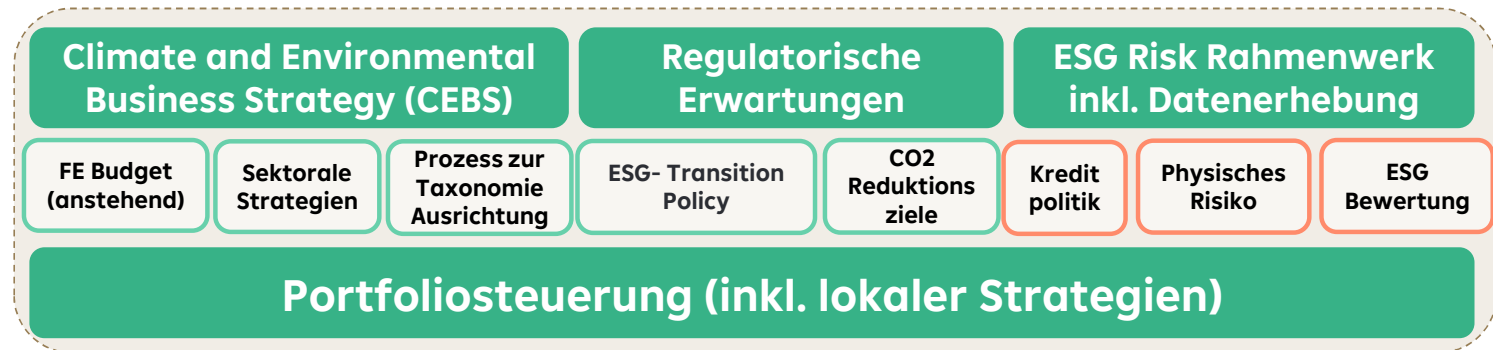 Climate and Environmental
Business Strategy (CEBS)
Regulatorische
Erwartungen
ESG Risk Rahmenwerk
inkl. Datenerhebung
FE Budget
(anstehend)
Sektorale
Strategien
Prozess zur
Taxonomie
Ausrichtung
ESG- Transition
Policy
CO2
Reduktions
ziele
Kredit
politik
Physisches
Risiko
ESG
Bewertung
Portfoliosteuerung (inkl. lokaler Strategien)